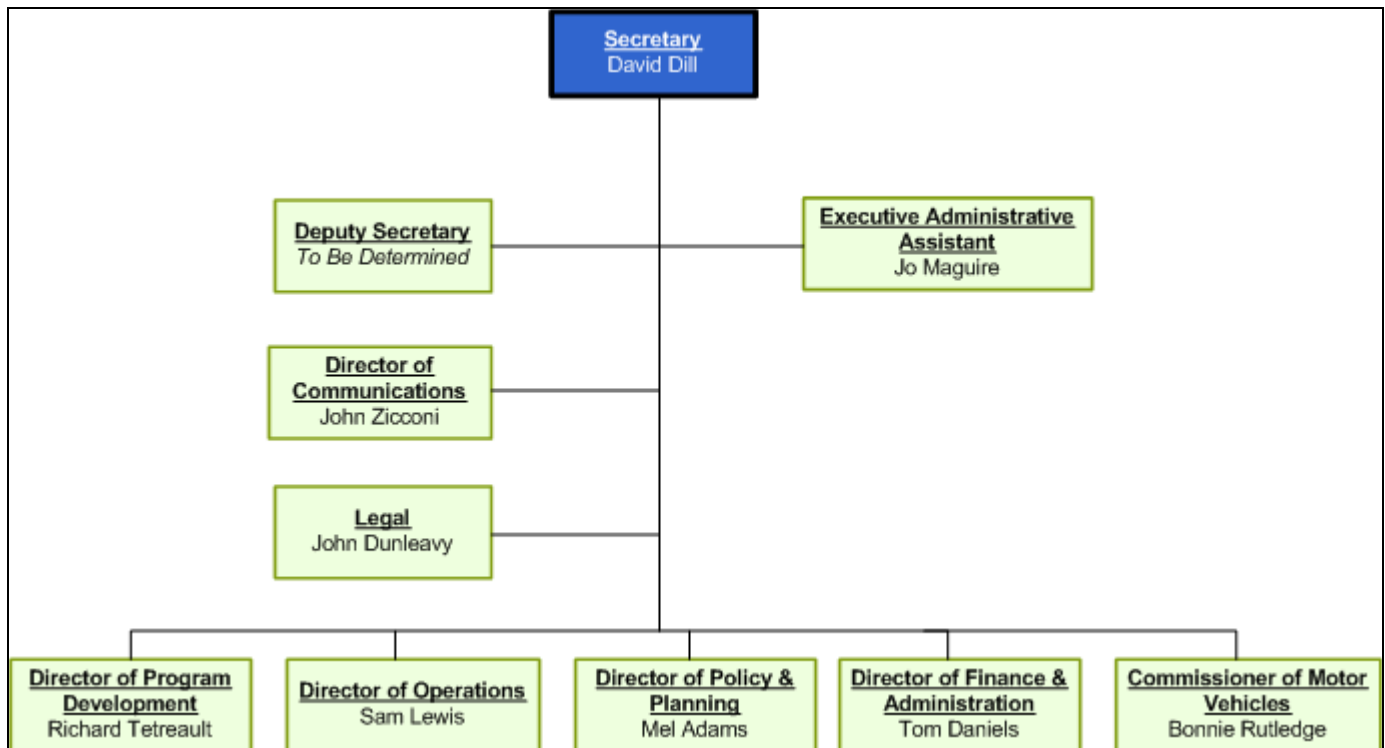 Secretary
David Dill
Deputy Secretary
To Be Determined
Executive Administrative
Assistant
Jo Maguire
Director of
Communications
John Zicconi
Legal
John Dunleavy
Director of Program
Development
Richard Tetreault
Director of Operations
Sam Lewis
Director of Policy &
Planning
Mel Adams
Director of Finance &
Administration
Tom Daniels
Commissioner of Motor
Vehicles
Bonnie Rutledge